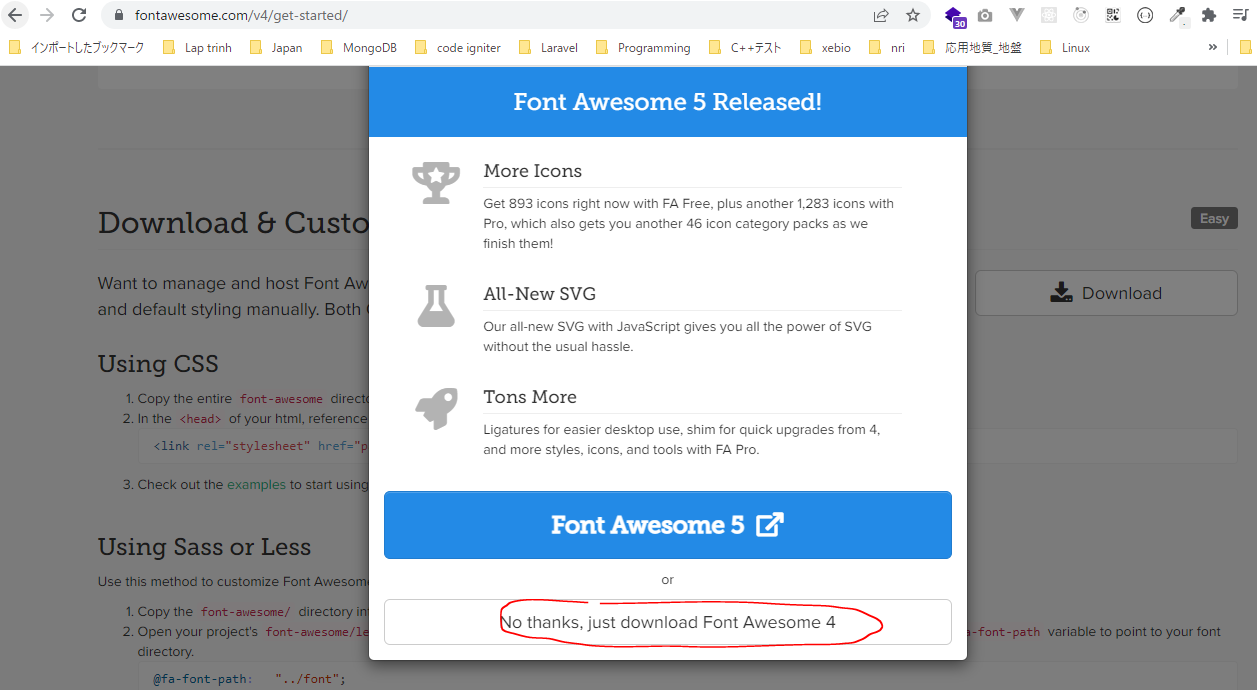 fontawesome.com/v4/get-started/
30
インポートしたブックマーク Lap trinh Japan MongoDB code igniter Laravel Programming C++テスト xebio nri 応用地質_地盤 Linux »
Font Awesome 5 Released!
More Icons
Get 893 icons right now with FA Free, plus another 1,283 icons with
Pro, which also gets you another 46 icon category packs as we
finish them!
All-New SVG
Our all-new SVG with JavaScript gives you all the power of SVG
without the usual hassle.
Tons More
Ligatures for easier desktop use, shim for quick upgrades from 4,
and more styles, icons, and tools with FA Pro.
Font Awesome 5
or
No thanks, just download Font Awesome 4
Download & Custo
Easy
Want to manage and host Font Aw
and default styling manually. Both
Download
Using CSS
1. Copy the entire font-awesome direct
2. In the <head> of your html, reference
<link rel="stylesheet" href="p
3. Check out the examples to start using
Using Sass or Less
Use this method to customize Font Awesome
1. Copy the font-awesome/ directory in
2. Open your project's font-awesome/le a-font-path variable to point to your font
directory.
@fa-font-path: "../font";